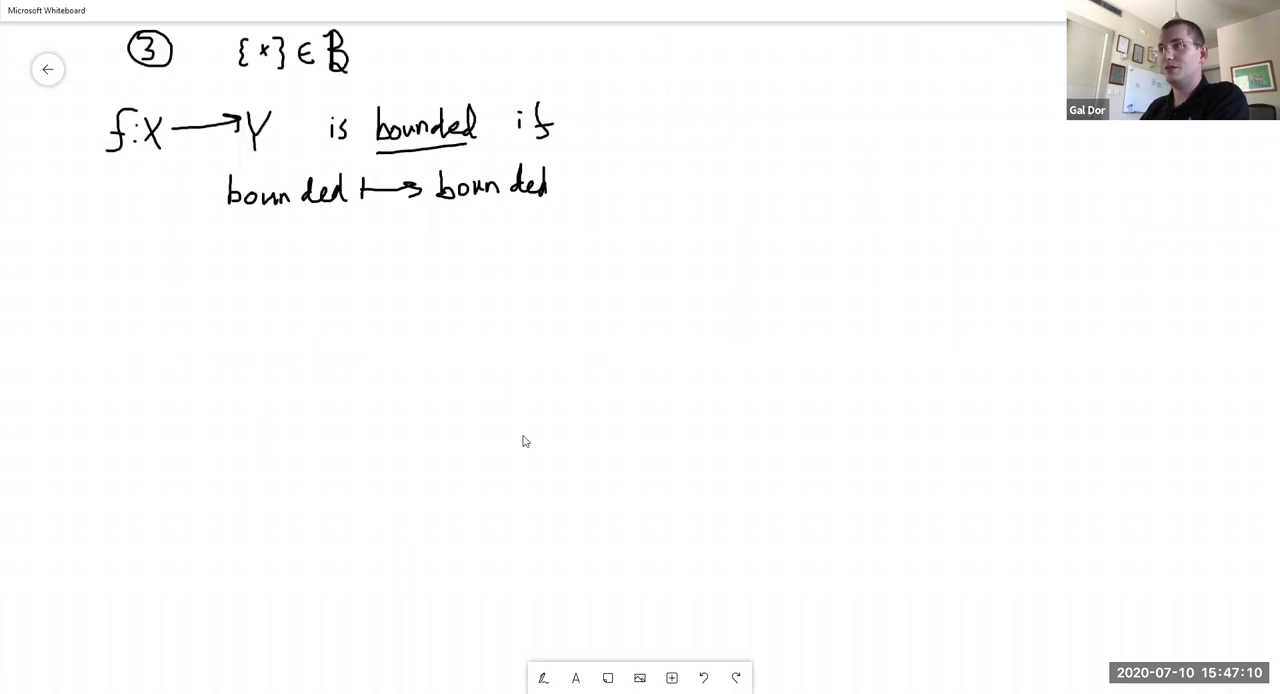 Microsoft Whiteboard
③ {x} ∈ B
f: X ⟶ Y is bounded if
bounded ⟼ bounded
Gal Dor
A
2020-07-10 15:47:10